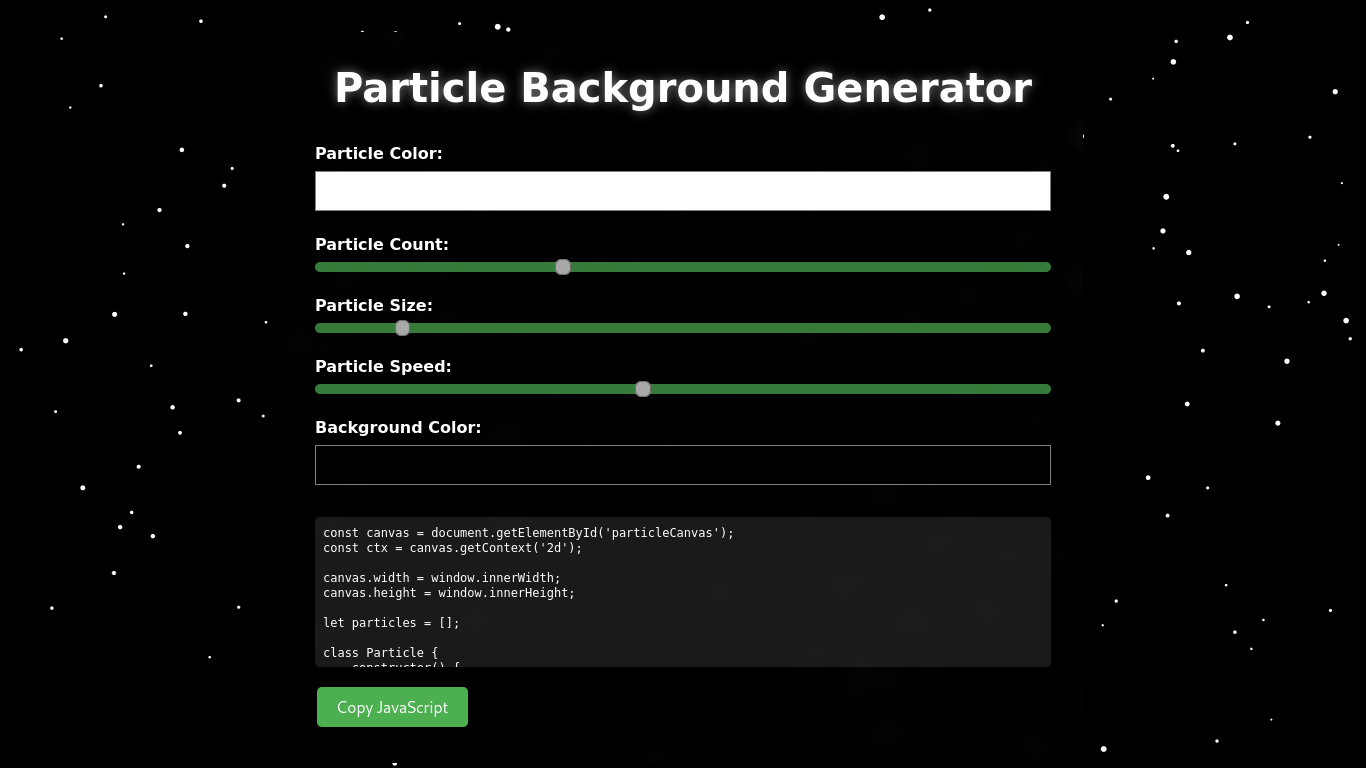 Particle Background Generator
Particle Color:
Particle Count:
Particle Size:
Particle Speed:
Background Color:
const canvas = document.getElementById('particleCanvas');
const ctx = canvas.getContext('2d');
canvas.width = window.innerWidth;
canvas.height = window.innerHeight;
let particles = [];
class Particle {
constructor() {
Copy JavaScript